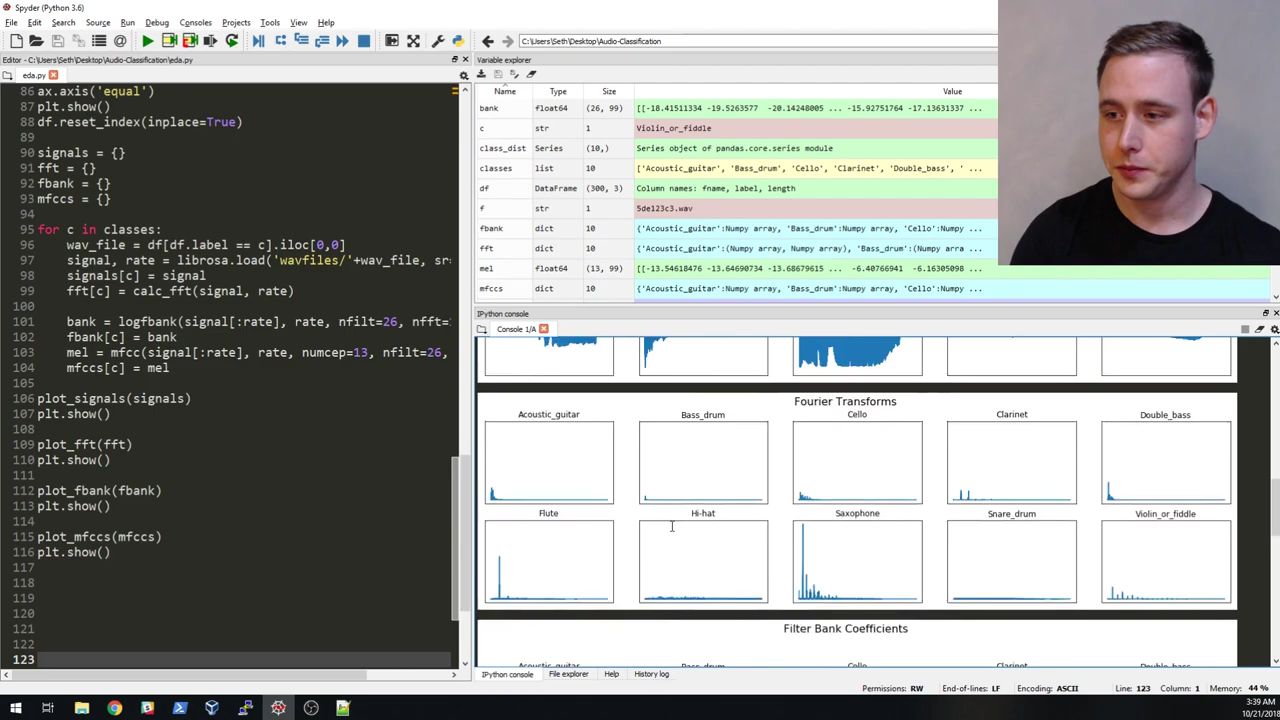 Spyder (Python 3.6)
File Edit Search Source Run Debug Consoles Projects Tools View Help
C:\Users\Seth\Desktop\Audio-Classification
Editor - C:\Users\Seth\Desktop\Audio-Classification\eda.py
eda.py
86 ax.axis('equal')
87 plt.show()
88 df.reset_index(inplace=True)
89
90 signals = {}
91 fft = {}
92 fbank = {}
93 mfccs = {}
94
95 for c in classes:
96 wav_file = df[df.label == c].iloc[0,0]
97 signal, rate = librosa.load('wavfiles/'+wav_file, sr
98 signals[c] = signal
99 fft[c] = calc_fft(signal, rate)
100
101 bank = logfbank(signal[:rate], rate, nfilt=26, nfft=
102 fbank[c] = bank
103 mel = mfcc(signal[:rate], rate, numcep=13, nfilt=26,
104 mfccs[c] = mel
105
106 plot_signals(signals)
107 plt.show()
108
109 plot_fft(fft)
110 plt.show()
111
112 plot_fbank(fbank)
113 plt.show()
114
115 plot_mfccs(mfccs)
116 plt.show()
117
118
119
120
121
122
123
Variable explorer
Name Type Size Value
bank float64 (26, 99) [[-18.41511334 -19.5263577 -20.14248005 ... -15.92751764 -17.13631337 ...
c str 1 Violin_or_fiddle
class_dist Series (10,) Series object of pandas.core.series module
classes list 10 ['Acoustic_guitar', 'Bass_drum', 'Cello', 'Clarinet', 'Double_bass', ' ...
df DataFrame (300, 3) Column names: fname, label, length
f str 1 5de123c3.wav
fbank dict 10 {'Acoustic_guitar':Numpy array, 'Bass_drum':Numpy array, 'Cello':Numpy ...
fft dict 10 {'Acoustic_guitar':(Numpy array, Numpy array), 'Bass_drum':(Numpy arra ...
mel float64 (13, 99) [[-13.54618476 -13.64690734 -13.68679615 ... -6.40766941 -6.16305098 ...
mfccs dict 10 {'Acoustic_guitar':Numpy array, 'Bass_drum':Numpy array, 'Cello':Numpy ...
IPython console
Console 1/A
Fourier Transforms
Acoustic_guitar Bass_drum Cello Clarinet Double_bass
Flute Hi-hat Saxophone Snare_drum Violin_or_fiddle
Filter Bank Coefficients
Acoustic_guitar Bass_drum Cello Clarinet Double_bass
IPython console File explorer Help History log
Permissions: RW End-of-lines: LF Encoding: ASCII Line: 123 Column: 1 Memory: 44 %
3:39 AM
10/21/2018